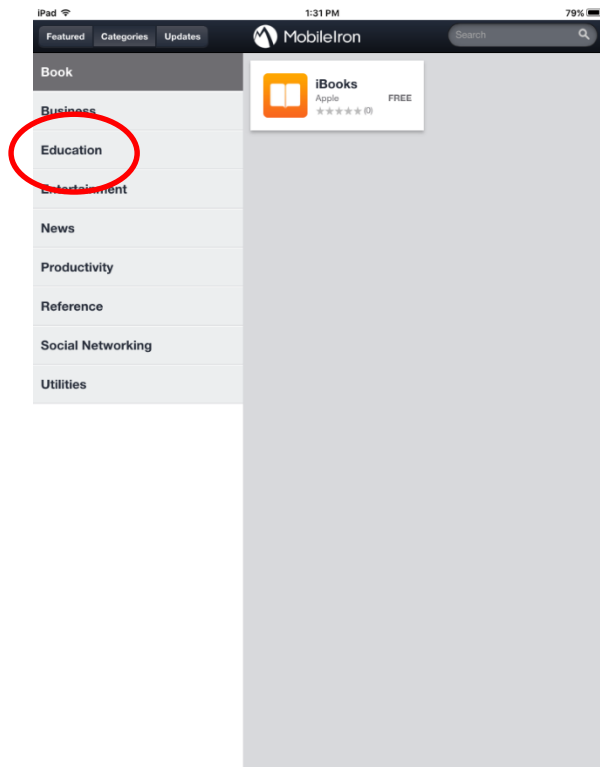 iPad 1:31 PM 79%
Featured Categories Updates MobileIron Search
Book
Business
Education
Entertainment
News
Productivity
Reference
Social Networking
Utilities
iBooks
Apple FREE
★★★★★ (0)